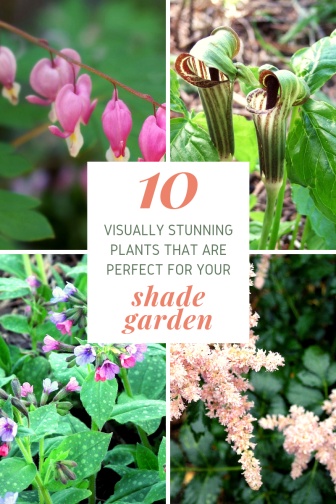 10
VISUALLY STUNNING
PLANTS THAT ARE
PERFECT FOR YOUR
shade
garden